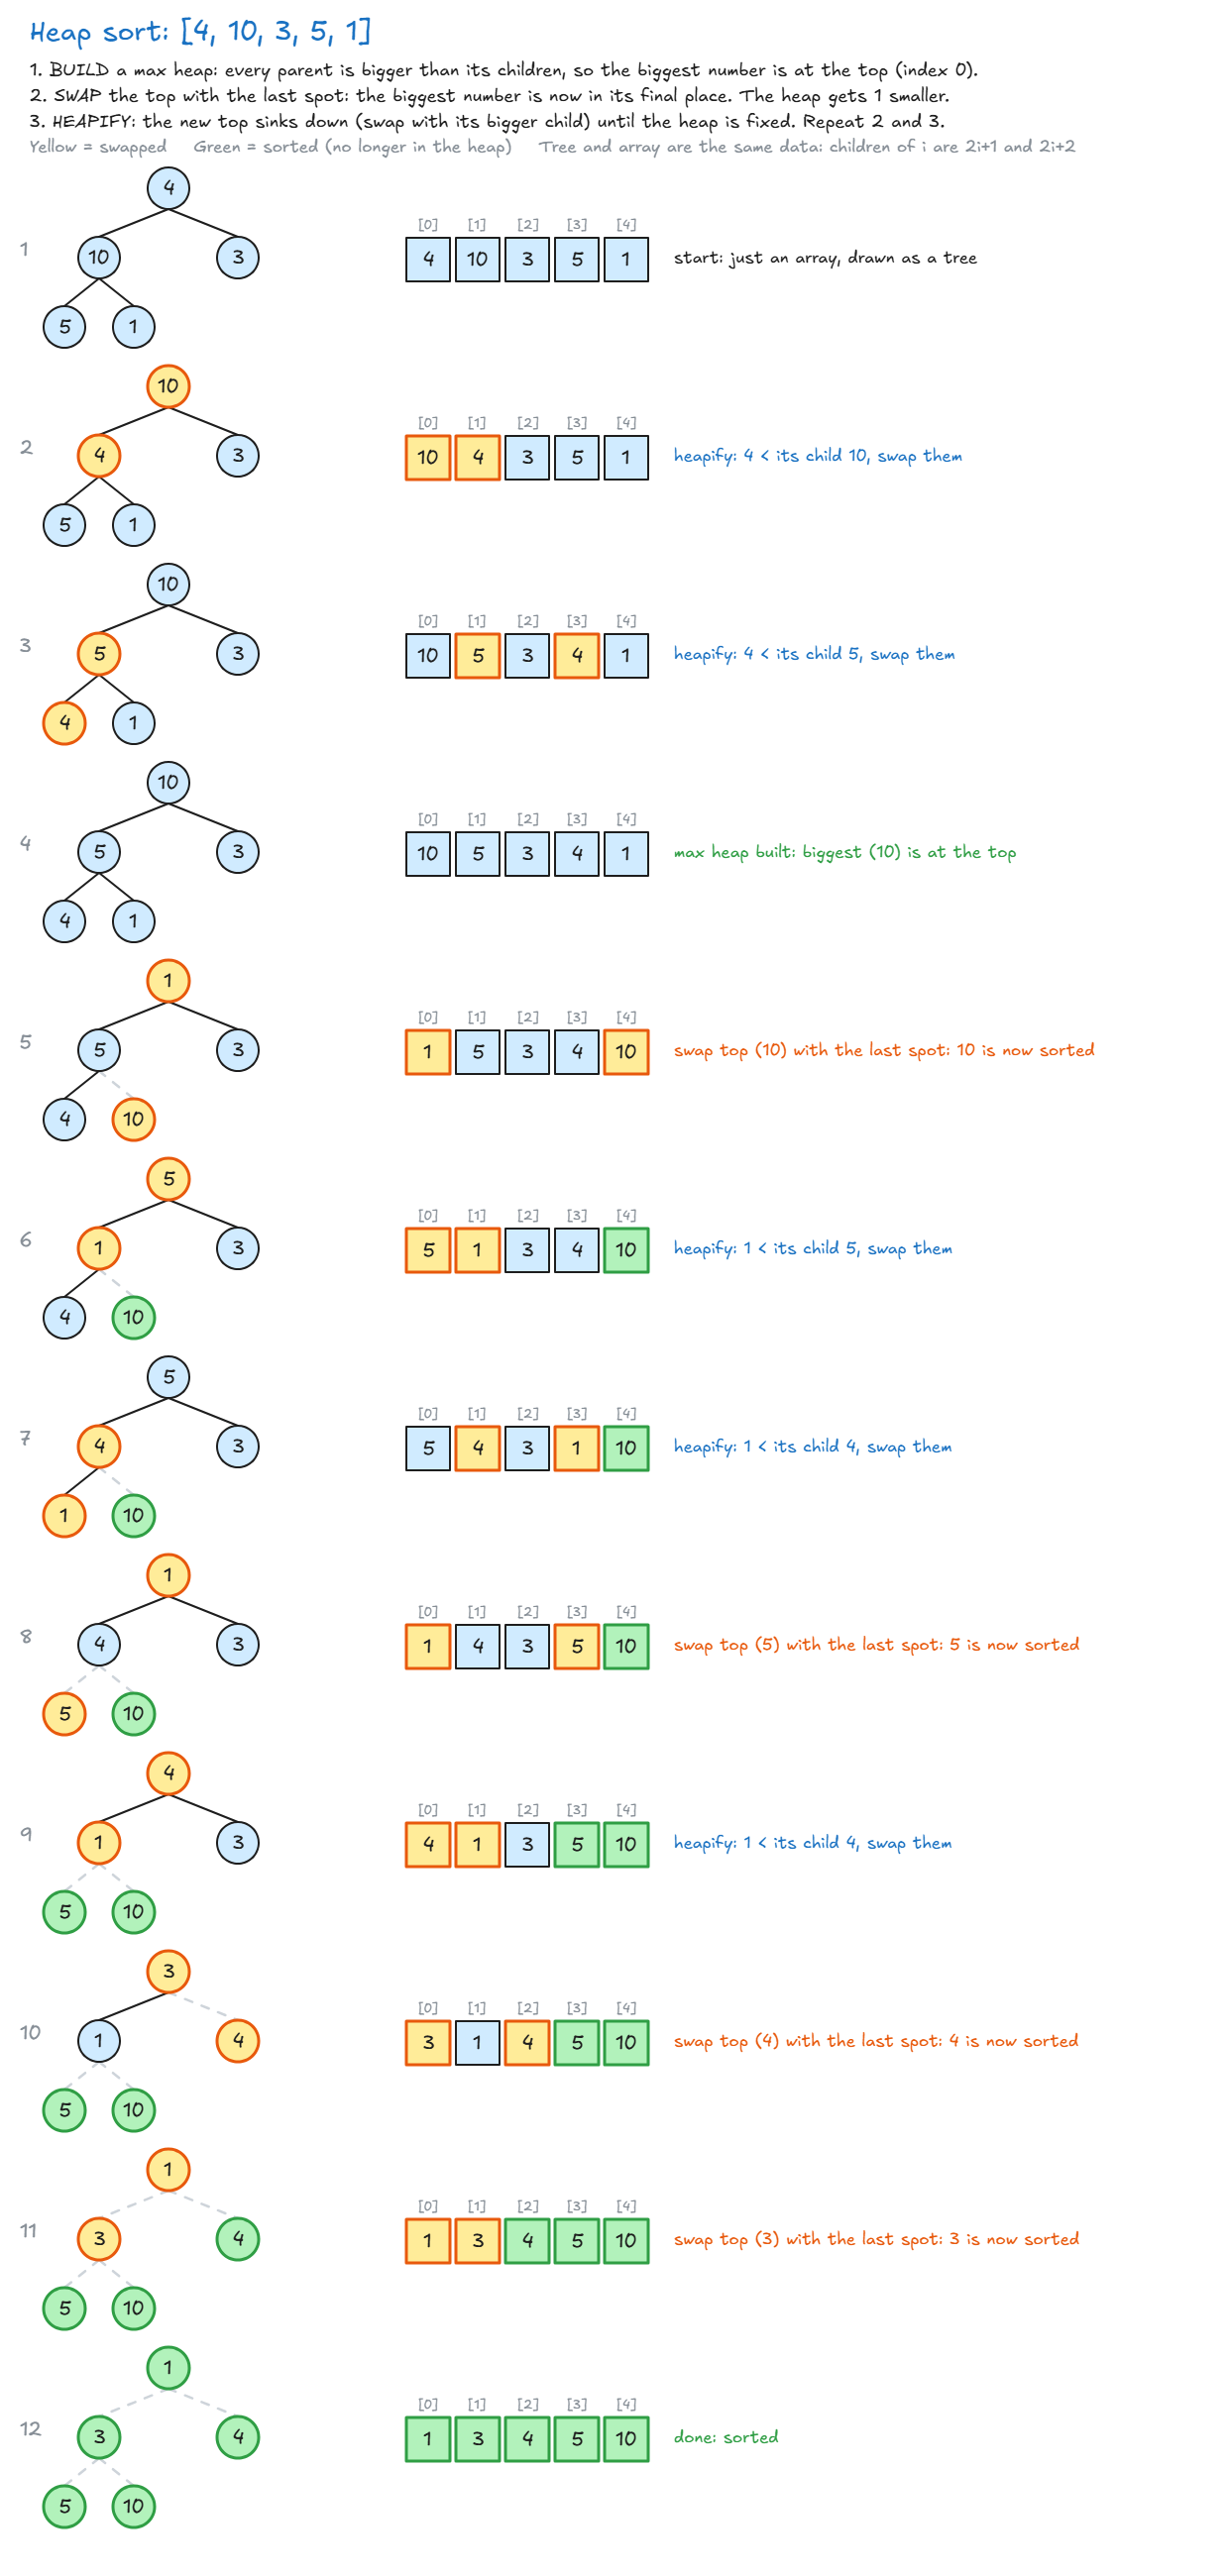 Heap sort: [4, 10, 3, 5, 1]
1. BUILD a max heap: every parent is bigger than its children, so the biggest number is at the top (index 0).
2. SWAP the top with the last spot: the biggest number is now in its final place. The heap gets 1 smaller.
3. HEAPIFY: the new top sinks down (swap with its bigger child) until the heap is fixed. Repeat 2 and 3.
Yellow = swapped Green = sorted (no longer in the heap) Tree and array are the same data: children of i are 2i+1 and 2i+2
4
[0] [1] [2] [3] [4]
1 10 3 4 10 3 5 1 start: just an array, drawn as a tree
5 1
10
[0] [1] [2] [3] [4]
2 4 3 10 4 3 5 1 heapify: 4 < its child 10, swap them
5 1
10
[0] [1] [2] [3] [4]
3 5 3 10 5 3 4 1 heapify: 4 < its child 5, swap them
4 1
10
[0] [1] [2] [3] [4]
4 5 3 10 5 3 4 1 max heap built: biggest (10) is at the top
4 1
1
[0] [1] [2] [3] [4]
5 5 3 1 5 3 4 10 swap top (10) with the last spot: 10 is now sorted
4 10
5
[0] [1] [2] [3] [4]
6 1 3 5 1 3 4 10 heapify: 1 < its child 5, swap them
4 10
5
[0] [1] [2] [3] [4]
7 4 3 5 4 3 1 10 heapify: 1 < its child 4, swap them
1 10
1
[0] [1] [2] [3] [4]
8 4 3 1 4 3 5 10 swap top (5) with the last spot: 5 is now sorted
5 10
4
[0] [1] [2] [3] [4]
9 1 3 4 1 3 5 10 heapify: 1 < its child 4, swap them
5 10
3
[0] [1] [2] [3] [4]
10 1 4 3 1 4 5 10 swap top (4) with the last spot: 4 is now sorted
5 10
1
[0] [1] [2] [3] [4]
11 3 4 1 3 4 5 10 swap top (3) with the last spot: 3 is now sorted
5 10
1
[0] [1] [2] [3] [4]
12 3 4 1 3 4 5 10 done: sorted
5 10